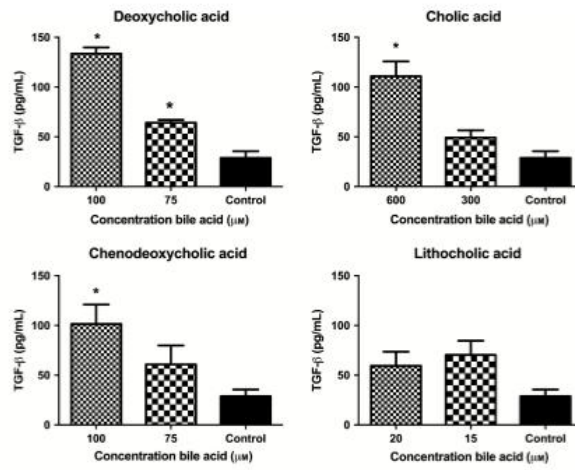 Deoxycholic acid
TGF-β (pg/mL)
150
100
50
0
*
*
100 75 Control
Concentration bile acid (μM)
Cholic acid
TGF-β (pg/mL)
150
100
50
0
*
600 300 Control
Concentration bile acid (μM)
Chenodeoxycholic acid
TGF-β (pg/mL)
150
100
50
0
*
100 75 Control
Concentration bile acid (μM)
Lithocholic acid
TGF-β (pg/mL)
150
100
50
0
20 15 Control
Concentration bile acid (μM)